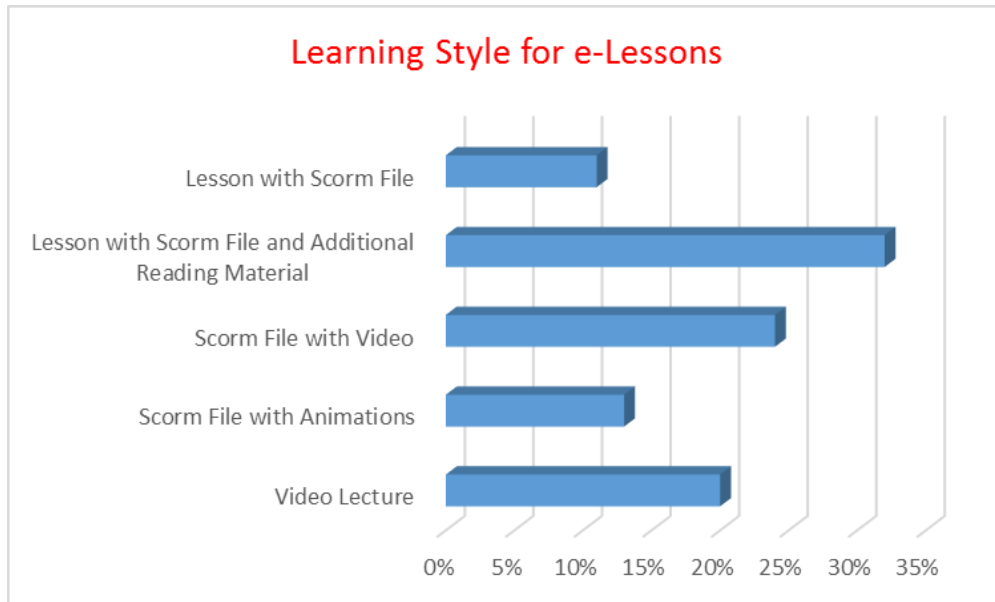 Learning Style for e-Lessons
Lesson with Scorm File
Lesson with Scorm File and Additional
Reading Material
Scorm File with Video
Scorm File with Animations
Video Lecture
0% 5% 10% 15% 20% 25% 30% 35%